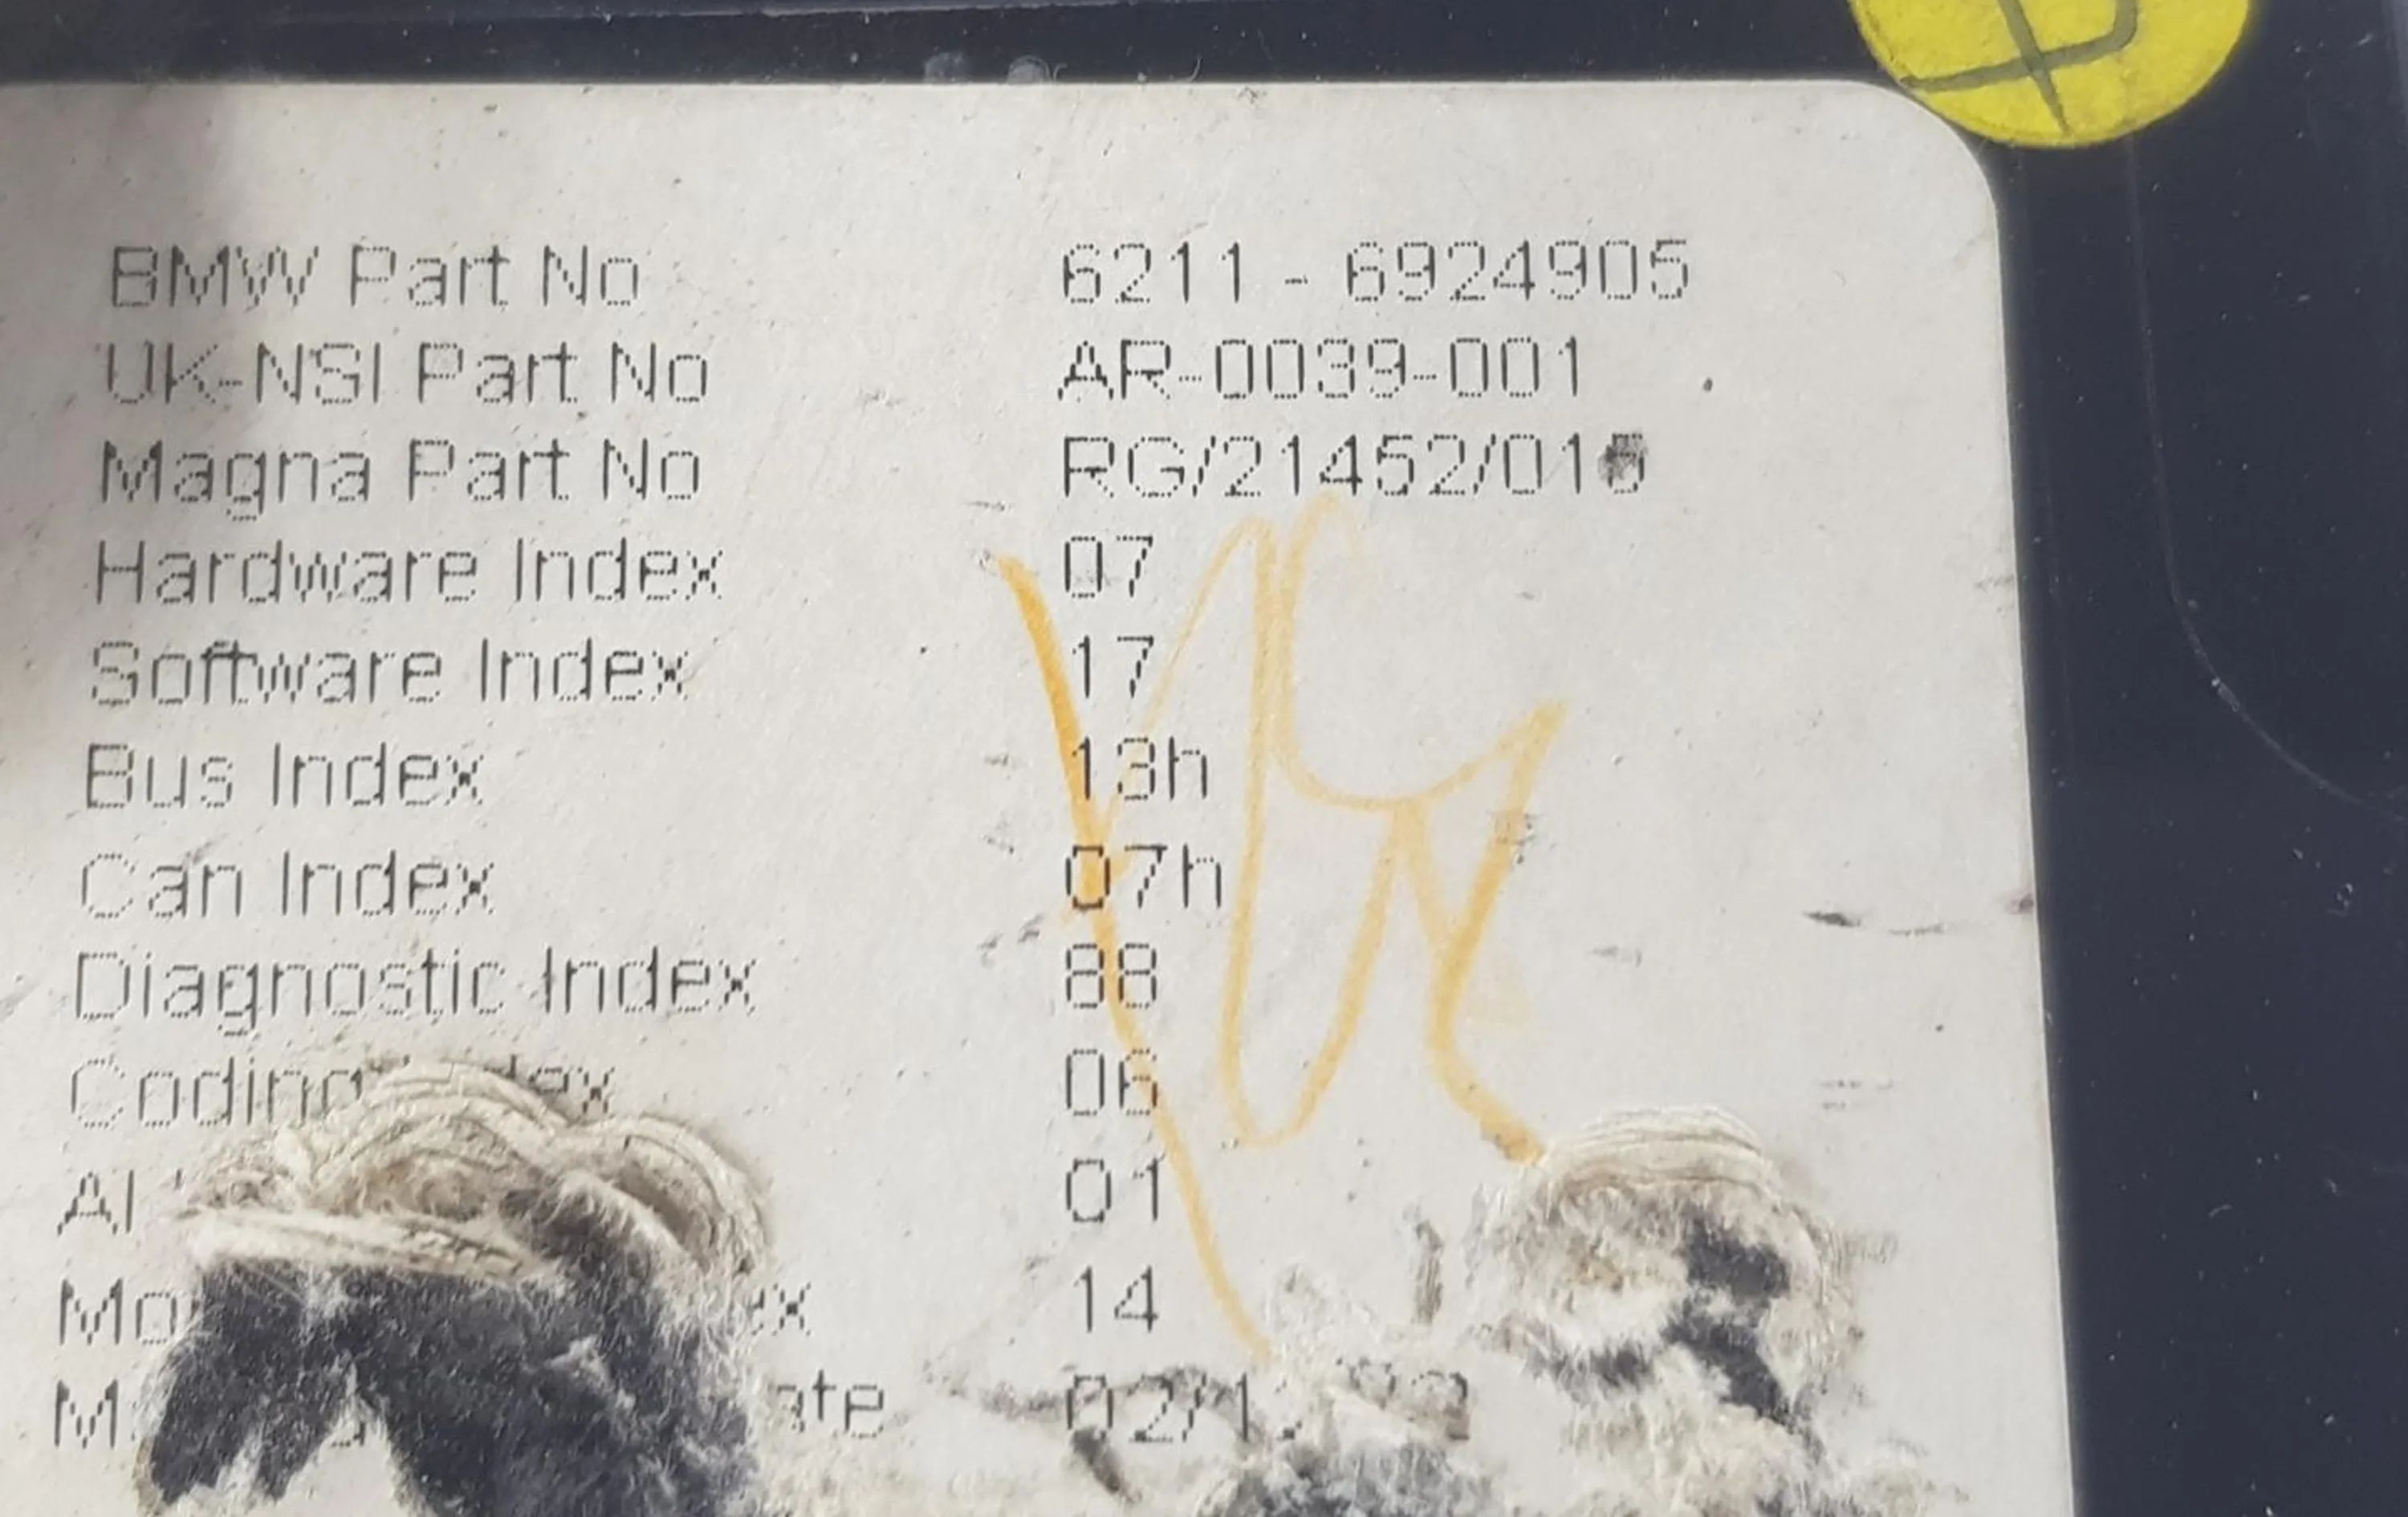 BMW Part No 6211 - 6924905
UK-NSI Part No AR-0039-001
Magna Part No RG/21452/015
Hardware Index 07
Software Index 17
Bus Index 13h
Can Index 07h
Diagnostic Index 88
06
01
14